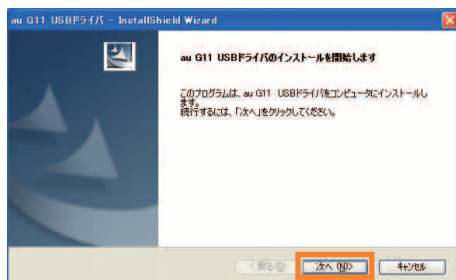 au G11 USBドライバ - InstallShield Wizard
au G11 USBドライバのインストールを開始します
このプログラムは、au G11 USBドライバをコンピュータにインストールし
ます。
続行するには、「次へ」をクリックしてください。
< 戻る(B)
次へ(N)>
キャンセル